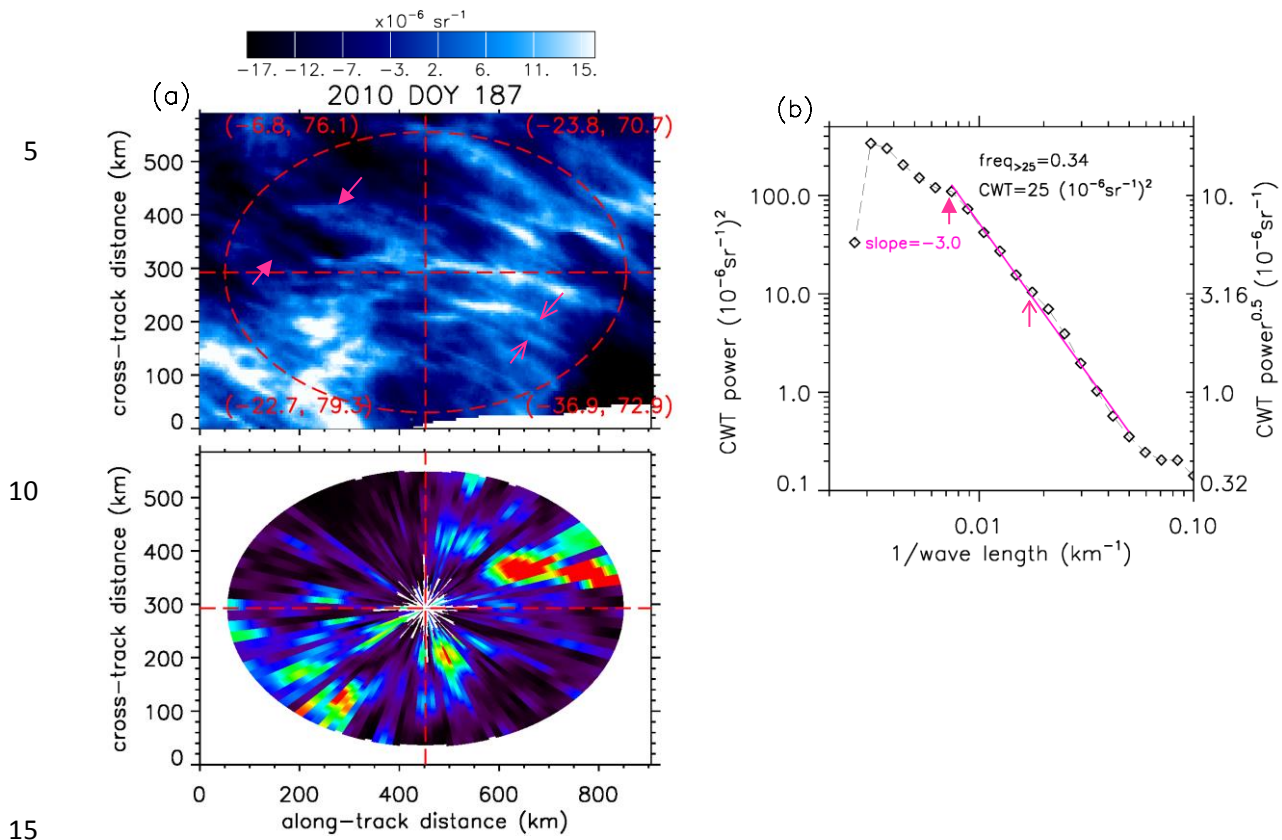 x10⁻⁶ sr⁻¹
−17. −12. −7. −3. 2. 6. 11. 15.
(a)
2010 DOY 187
(−6.8, 76.1)
(−23.8, 70.7)
(−22.7, 79.3)
(−36.9, 72.9)
500
400
300
200
100
0
cross−track distance (km)
5
10
15
500
400
300
200
100
0
cross−track distance (km)
0 200 400 600 800
along−track distance (km)
(b)
freq>25=0.34
CWT=25 (10⁻⁶sr⁻¹)²
slope=−3.0
100.0
10.0
1.0
0.1
CWT power (10⁻⁶sr⁻¹)²
10.
3.16
1.0
0.32
CWT power⁰·⁵ (10⁻⁶sr⁻¹)
0.01 0.10
1/wave length (km⁻¹)